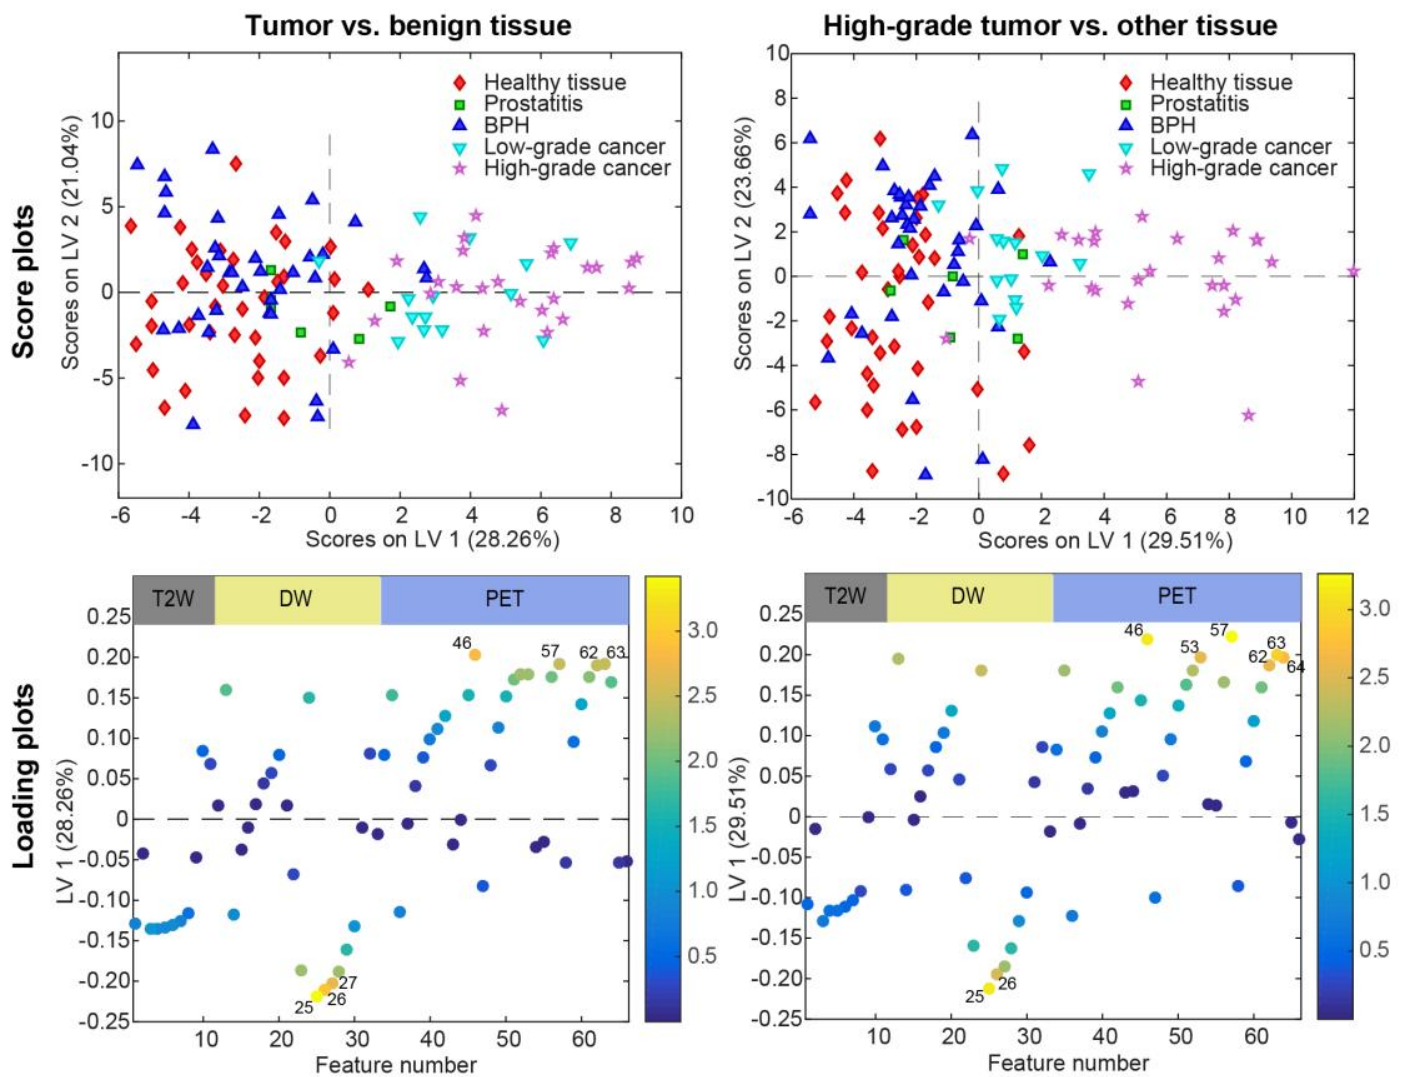 Tumor vs. benign tissue
High-grade tumor vs. other tissue
Score plots
Scores on LV 2 (21.04%)
10
5
0
-5
-10
Healthy tissue
Prostatitis
BPH
Low-grade cancer
High-grade cancer
-6 -4 -2 0 2 4 6 8 10
Scores on LV 1 (28.26%)
Scores on LV 2 (23.66%)
10
8
6
4
2
0
-2
-4
-6
-8
-10
Healthy tissue
Prostatitis
BPH
Low-grade cancer
High-grade cancer
-6 -4 -2 0 2 4 6 8 10 12
Scores on LV 1 (29.51%)
Loading plots
T2W DW PET
LV 1 (28.26%)
0.25
0.20
0.15
0.10
0.05
0
-0.05
-0.10
-0.15
-0.20
-0.25
46
57
62 63
27
25 26
10 20 30 40 50 60
Feature number
3.0
2.5
2.0
1.5
1.0
0.5
T2W DW PET
LV 1 (29.51%)
0.25
0.20
0.15
0.10
0.05
0
-0.05
-0.10
-0.15
-0.20
-0.25
46 57
53 63
62 64
26
25
10 20 30 40 50 60
Feature number
3.0
2.5
2.0
1.5
1.0
0.5